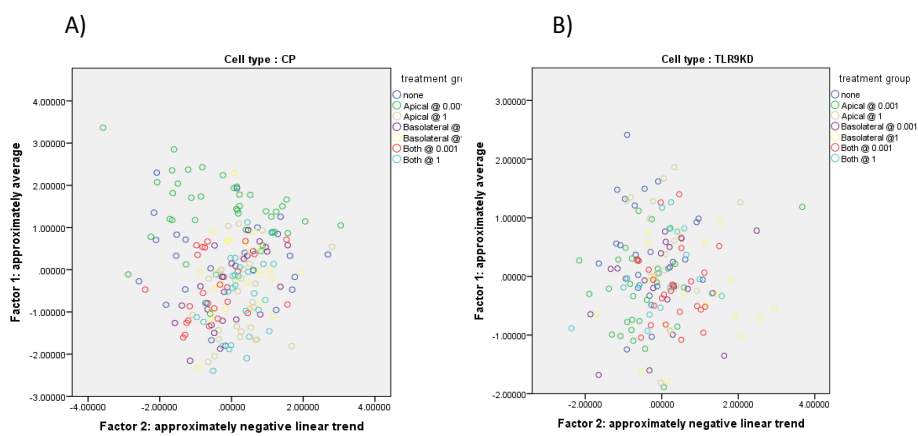 A)
Cell type : CP
treatment grou
none
Apical @ 0.00
Apical @ 1
Basolateral @
Basolateral @
Both @ 0.001
Both @ 1
4.00000
3.00000
2.00000
1.00000
.00000
-1.00000
-2.00000
-3.00000
Factor 1: approximately average
-4.00000 -2.00000 .00000 2.00000 4.00000
Factor 2: approximately negative linear trend
B)
Cell type : TLR9KD
treatment group
none
Apical @ 0.001
Apical @ 1
Basolateral @ 0.001
Basolateral @1
Both @ 0.001
Both @ 1
3.00000
2.00000
1.00000
.00000
-1.00000
-2.00000
Factor 1: approximately average
-2.00000 .00000 2.00000 4.00000
Factor 2: approximately negative linear trend